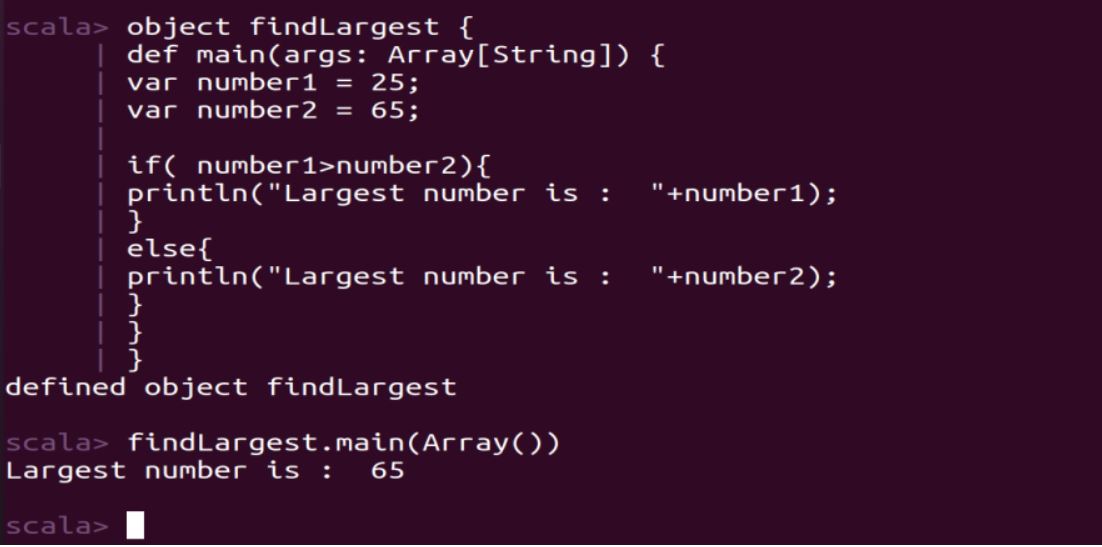 scala> object findLargest {
| def main(args: Array[String]) {
| var number1 = 25;
| var number2 = 65;
|
| if( number1>number2){
| println("Largest number is :  "+number1);
| }
| else{
| println("Largest number is :  "+number2);
| }
| }
| }
defined object findLargest
scala> findLargest.main(Array())
Largest number is :  65
scala>